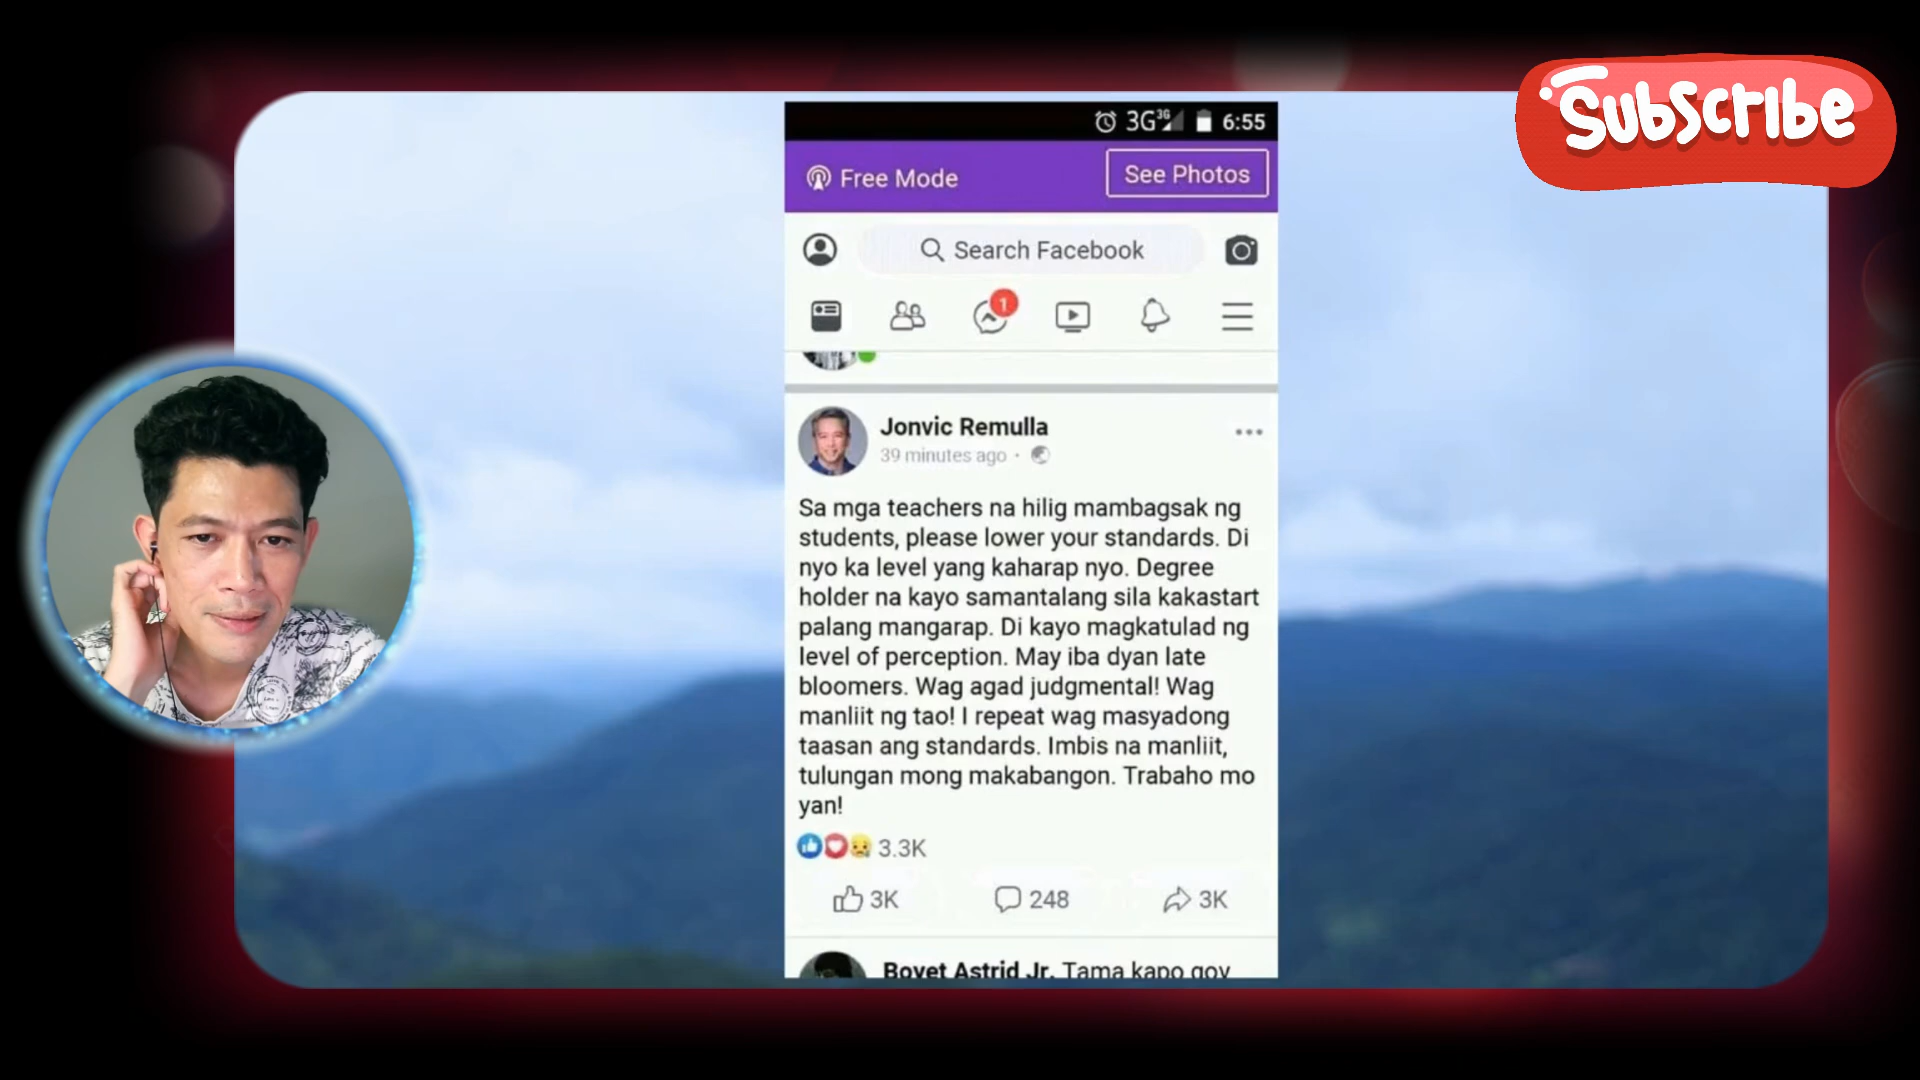 Subscribe
3G 3G 6:55
Free Mode
See Photos
Search Facebook
1
Jonvic Remulla
39 minutes ago ·
Sa mga teachers na hilig mambagsak ng
students, please lower your standards. Di
nyo ka level yang kaharap nyo. Degree
holder na kayo samantalang sila kakastart
palang mangarap. Di kayo magkatulad ng
level of perception. May iba dyan late
bloomers. Wag agad judgmental! Wag
manliit ng tao! I repeat wag masyadong
taasan ang standards. Imbis na manliit,
tulungan mong makabangon. Trabaho mo
yan!
3.3K
3K 248 3K
Bovet Astrid Jr. Tama kapo gov